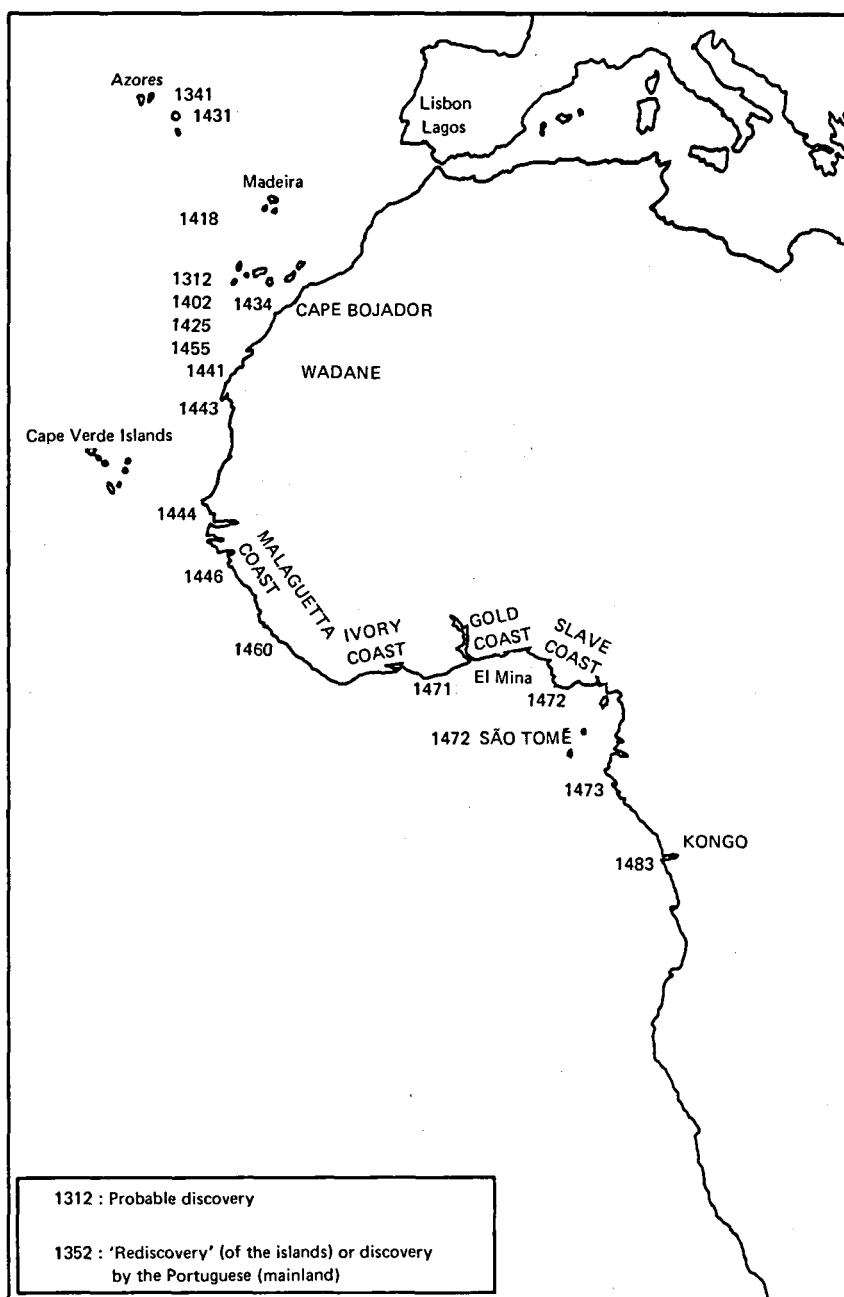 Azores
1341
1431
Lisbon
Lagos
Madeira
1418
1312
1402
1434
CAPE BOJADOR
1425
1455
1441
WADANE
1443
Cape Verde Islands
1444
MALAGUETTA
COAST
1446
1460
IVORY
COAST
GOLD
COAST
SLAVE
COAST
1471
El Mina
1472
1472 SÃO TOMÉ
1473
KONGO
1483
1312 : Probable discovery
1352 : 'Rediscovery' (of the islands) or discovery
by the Portuguese (mainland)